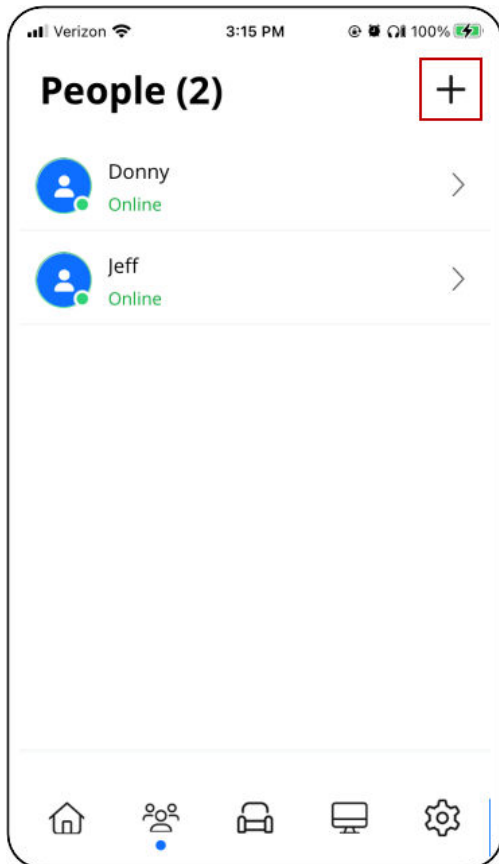 Verizon 3:15 PM 100%
People (2)
Donny
Online
Jeff
Online